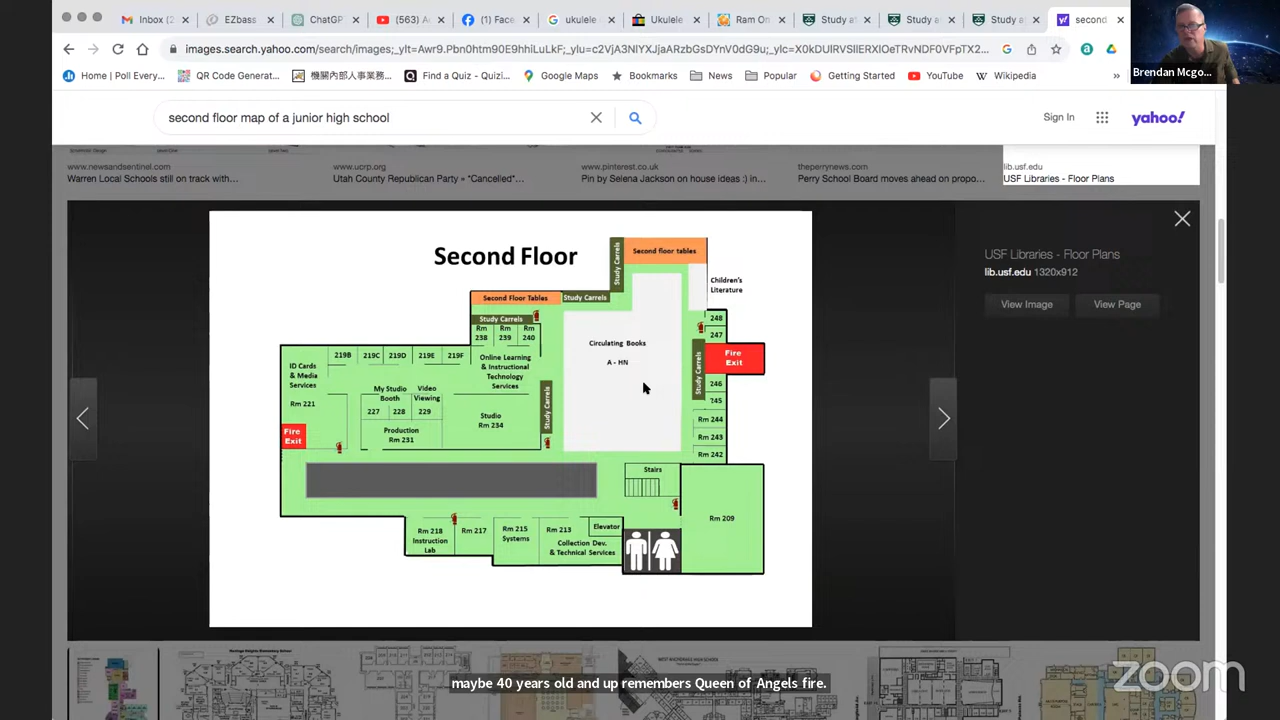 Inbox (2
EZbass
ChatGP
(563) A
(1) Face
ukulele
Ukulele
Ram On
Study at
Study a
Study a
second
images.search.yahoo.com/search/images;_ylt=Awr9.Pbn0htm90E9hhiLuLkF;_ylu=c2VjA3NlYXJjaARzbGsDYnV0dG9u;_ylc=X0kDUlRVSllERXlOeTRvNDF0VFpTX2...
Brendan Mcgo...
Home | Poll Every...
QR Code Generat...
機關內部人事業務...
Find a Quiz - Quizi...
Google Maps
Bookmarks
News
Popular
Getting Started
YouTube
Wikipedia
»
second floor map of a junior high school
Sign In
yahoo!
www.newsandsentinel.com
www.ucrp.org
www.pinterest.co.uk
theperrynews.com
lib.usf.edu
Warren Local Schools still on track with...
Utah County Republican Party » "Cancelled"...
Pin by Selena Jackson on house ideas :) in...
Perry School Board moves ahead on propo...
USF Libraries - Floor Plans
Second Floor
Study Carrels
Second floor tables
Children's
Literature
Second Floor Tables
Study Carrels
Study Carrels
Rm
238
Rm
239
Rm
240
248
247
Circulating Books
A - HN
Fire
Exit
Study Carrels
219B
219C
219D
219E
219F
Online Learning
& Instructional
Technology
Services
ID Cards
& Media
Services
Rm 221
My Studio
Booth
Video
Viewing
227
228
229
Study Carrels
246
245
Studio
Rm 234
Rm 244
Production
Rm 231
Fire
Exit
Rm 243
Rm 242
Stairs
Rm 209
Rm 218
Instruction
Lab
Rm 217
Rm 215
Systems
Rm 213
Elevator
Collection Dev.
& Technical Services
USF Libraries - Floor Plans
lib.usf.edu 1320x912
View Image
View Page
maybe 40 years old and up remembers Queen of Angels fire.
zoom